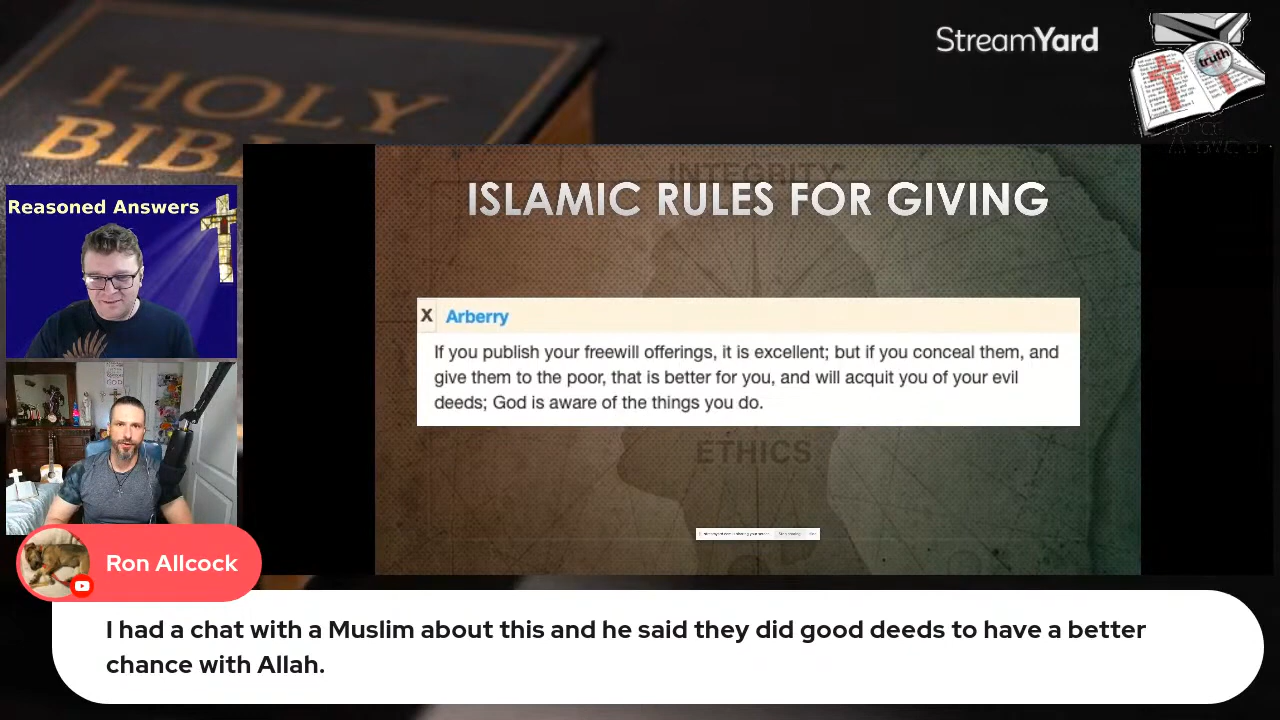 HOLY
BIB
StreamYard
truth
Reasoned Answers
INTEGRITY
ISLAMIC RULES FOR GIVING
X Arberry
If you publish your freewill offerings, it is excellent; but if you conceal them, and
give them to the poor, that is better for you, and will acquit you of your evil
deeds; God is aware of the things you do.
ETHICS
Ron Allcock
I had a chat with a Muslim about this and he said they did good deeds to have a better
chance with Allah.